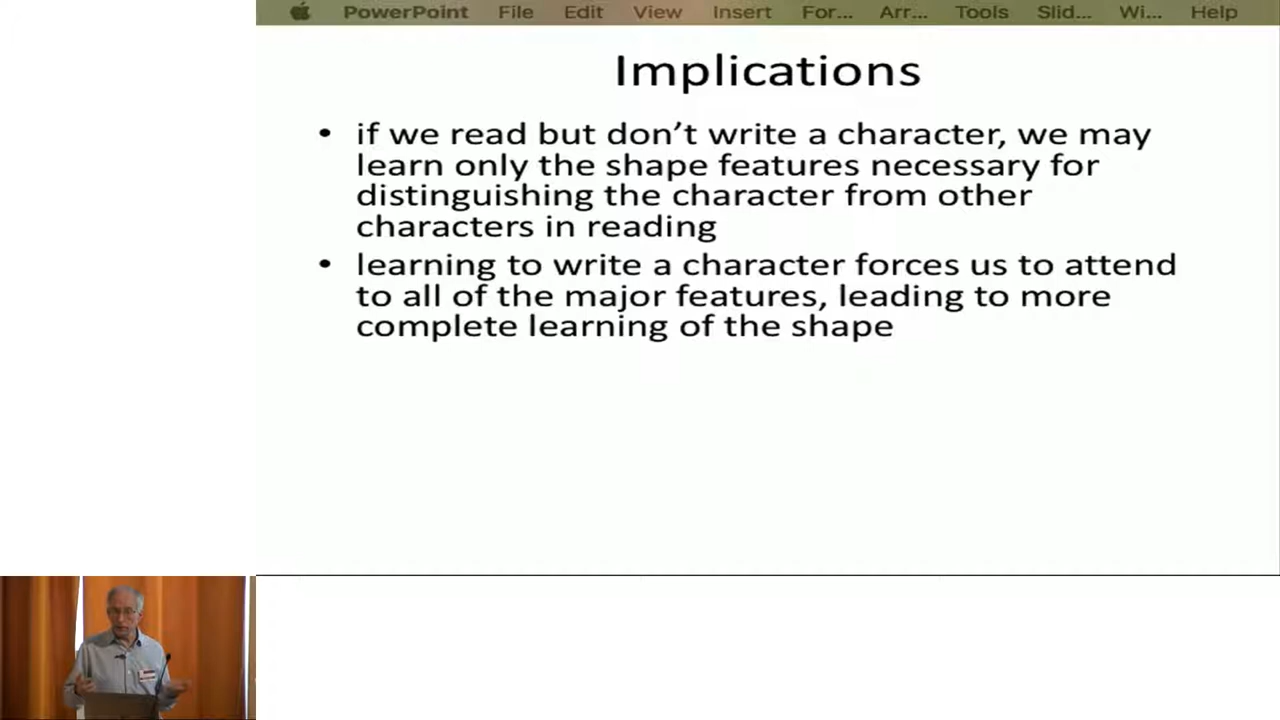 PowerPoint File Edit View Insert For... Arr... Tools Slid... Wi... Help
Implications
• if we read but don’t write a character, we may
learn only the shape features necessary for
distinguishing the character from other
characters in reading
• learning to write a character forces us to attend
to all of the major features, leading to more
complete learning of the shape